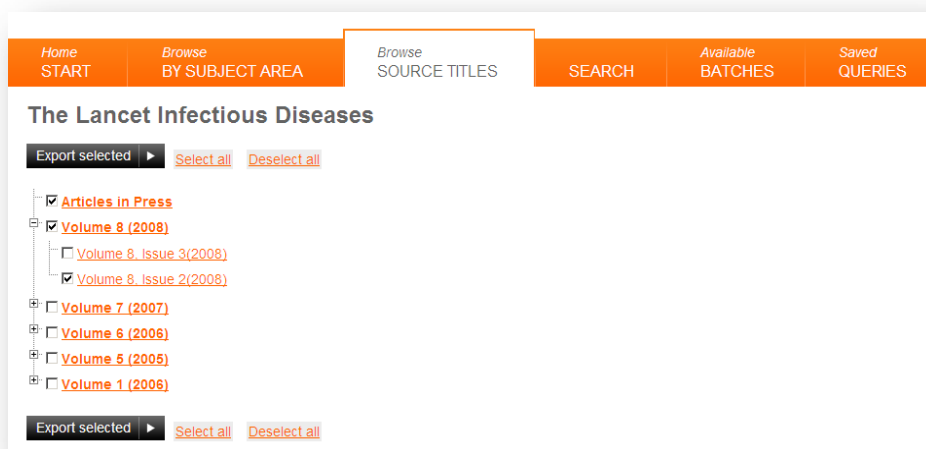 Home Browse Browse Available Saved
START BY SUBJECT AREA SOURCE TITLES SEARCH BATCHES QUERIES
The Lancet Infectious Diseases
Export selected Select all Deselect all
Articles in Press
Volume 8 (2008)
Volume 8, Issue 3(2008)
Volume 8, Issue 2(2008)
Volume 7 (2007)
Volume 6 (2006)
Volume 5 (2005)
Volume 1 (2006)
Export selected Select all Deselect all